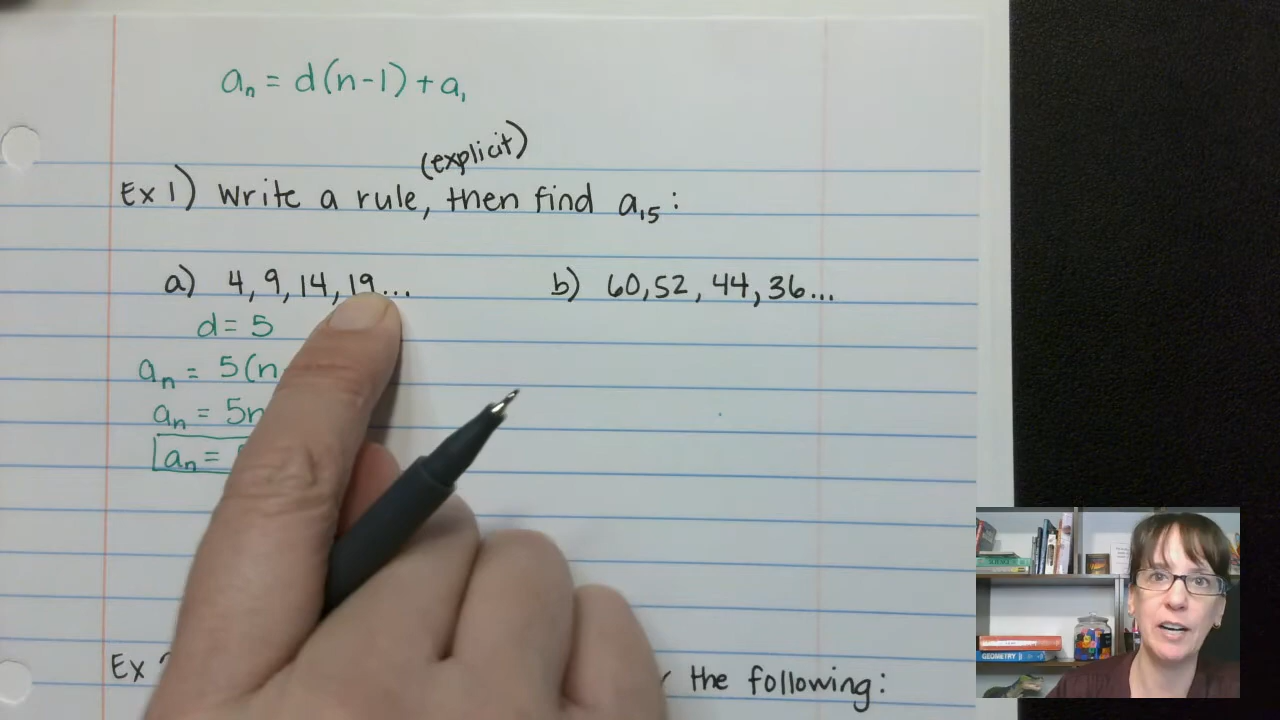 aₙ = d(n-1) + a₁
(explicit)
Ex 1) Write a rule, then find a₁₅:
a) 4, 9, 14, 19...
b) 60, 52, 44, 36...
d = 5
aₙ = 5(n
aₙ = 5n
aₙ =
Ex
the following:
GEOMETRY